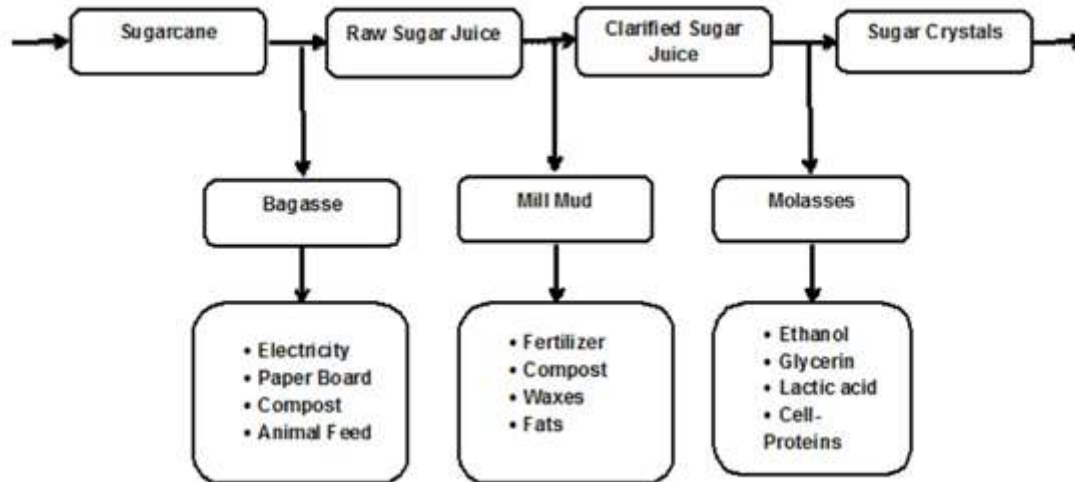 Sugarcane
Raw Sugar Juice
Clarified Sugar
Juice
Sugar Crystals
Bagasse
Mill Mud
Molasses
• Electricity
• Paper Board
• Compost
• Animal Feed
• Fertilizer
• Compost
• Waxes
• Fats
• Ethanol
• Glycerin
• Lactic acid
• Cell-
Proteins